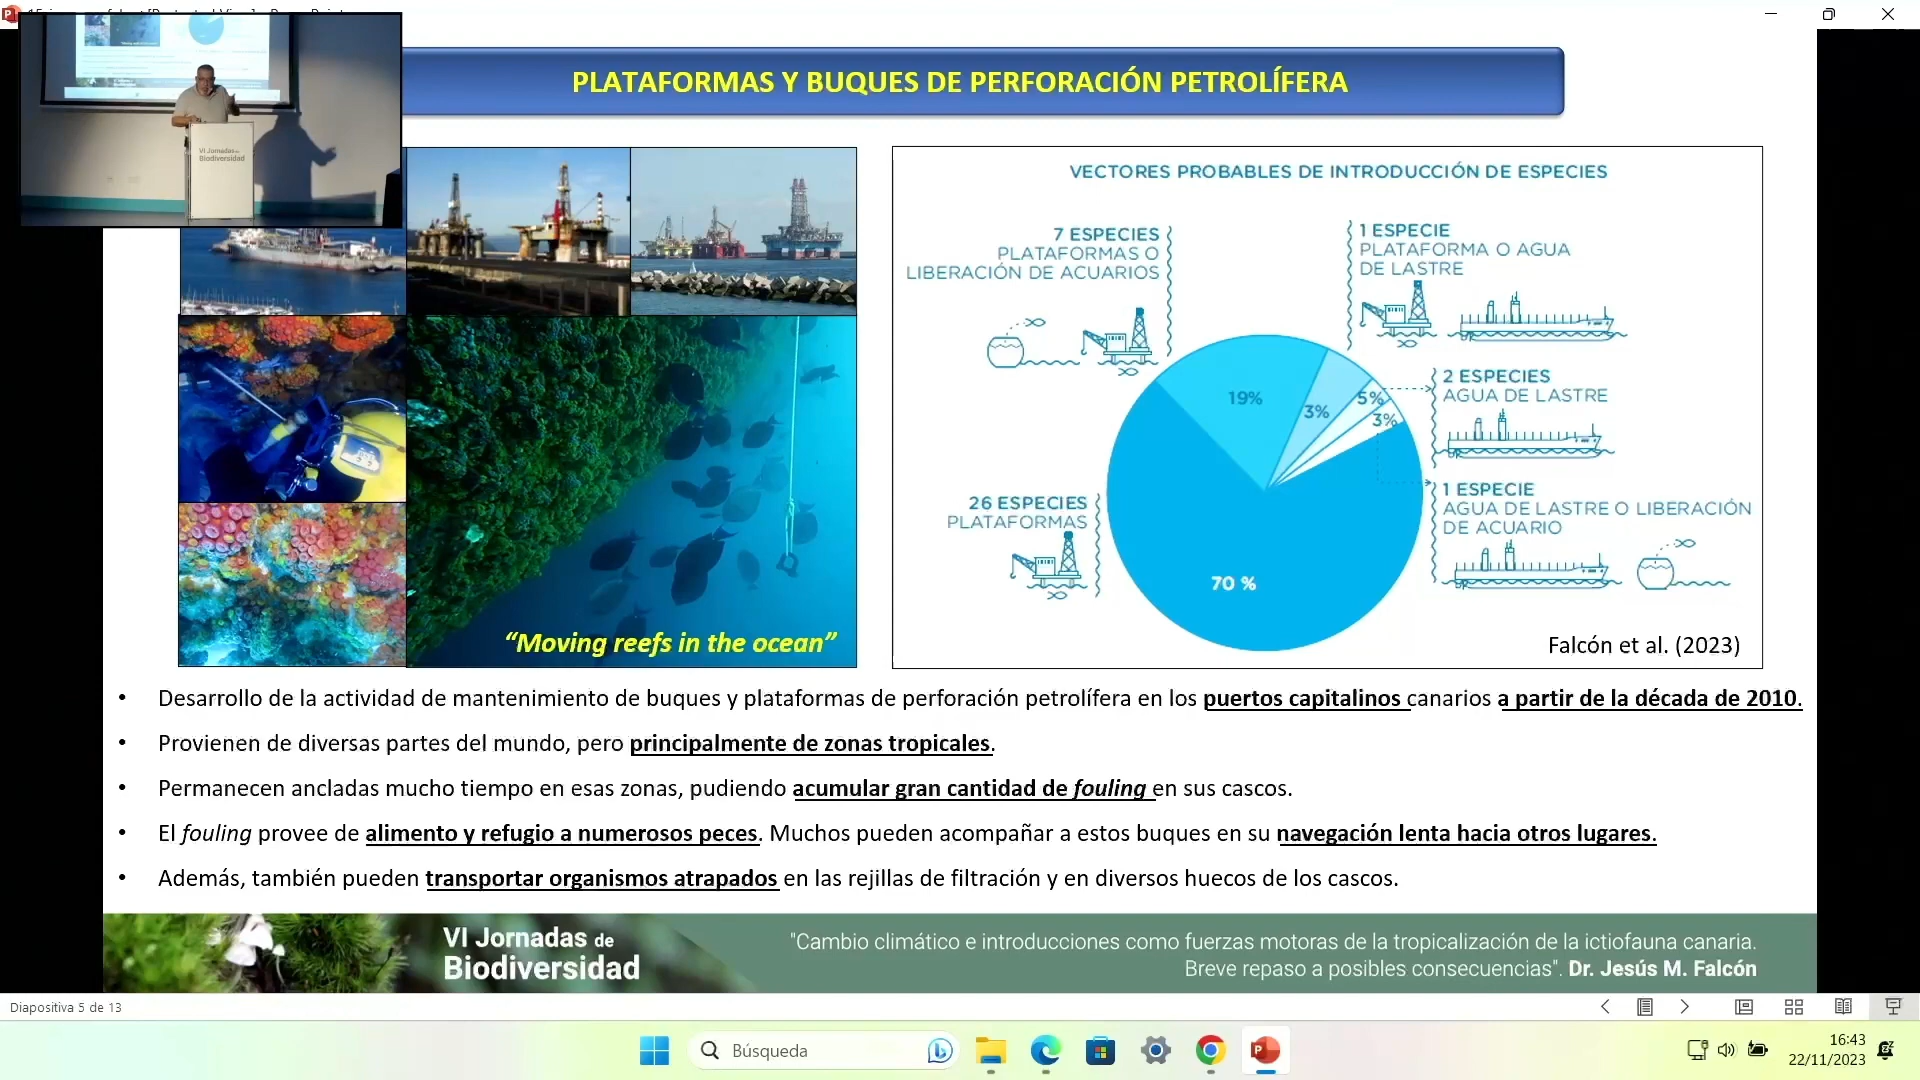 PLATAFORMAS Y BUQUES DE PERFORACIÓN PETROLÍFERA
VI Jornadas de
Biodiversidad
VECTORES PROBABLES DE INTRODUCCIÓN DE ESPECIES
7 ESPECIES
PLATAFORMAS O
LIBERACIÓN DE ACUARIOS
1 ESPECIE
PLATAFORMA O AGUA
DE LASTRE
2 ESPECIES
AGUA DE LASTRE
1 ESPECIE
AGUA DE LASTRE O LIBERACIÓN
DE ACUARIO
26 ESPECIES
PLATAFORMAS
19%
3%
5%
3%
70 %
Falcón et al. (2023)
“Moving reefs in the ocean”
• Desarrollo de la actividad de mantenimiento de buques y plataformas de perforación petrolífera en los puertos capitalinos canarios a partir de la década de 2010.
• Provienen de diversas partes del mundo, pero principalmente de zonas tropicales.
• Permanecen ancladas mucho tiempo en esas zonas, pudiendo acumular gran cantidad de fouling en sus cascos.
• El fouling provee de alimento y refugio a numerosos peces. Muchos pueden acompañar a estos buques en su navegación lenta hacia otros lugares.
• Además, también pueden transportar organismos atrapados en las rejillas de filtración y en diversos huecos de los cascos.
VI Jornadas de
Biodiversidad
"Cambio climático e introducciones como fuerzas motoras de la tropicalización de la ictiofauna canaria.
Breve repaso a posibles consecuencias". Dr. Jesús M. Falcón
Diapositiva 5 de 13
Búsqueda
16:43
22/11/2023